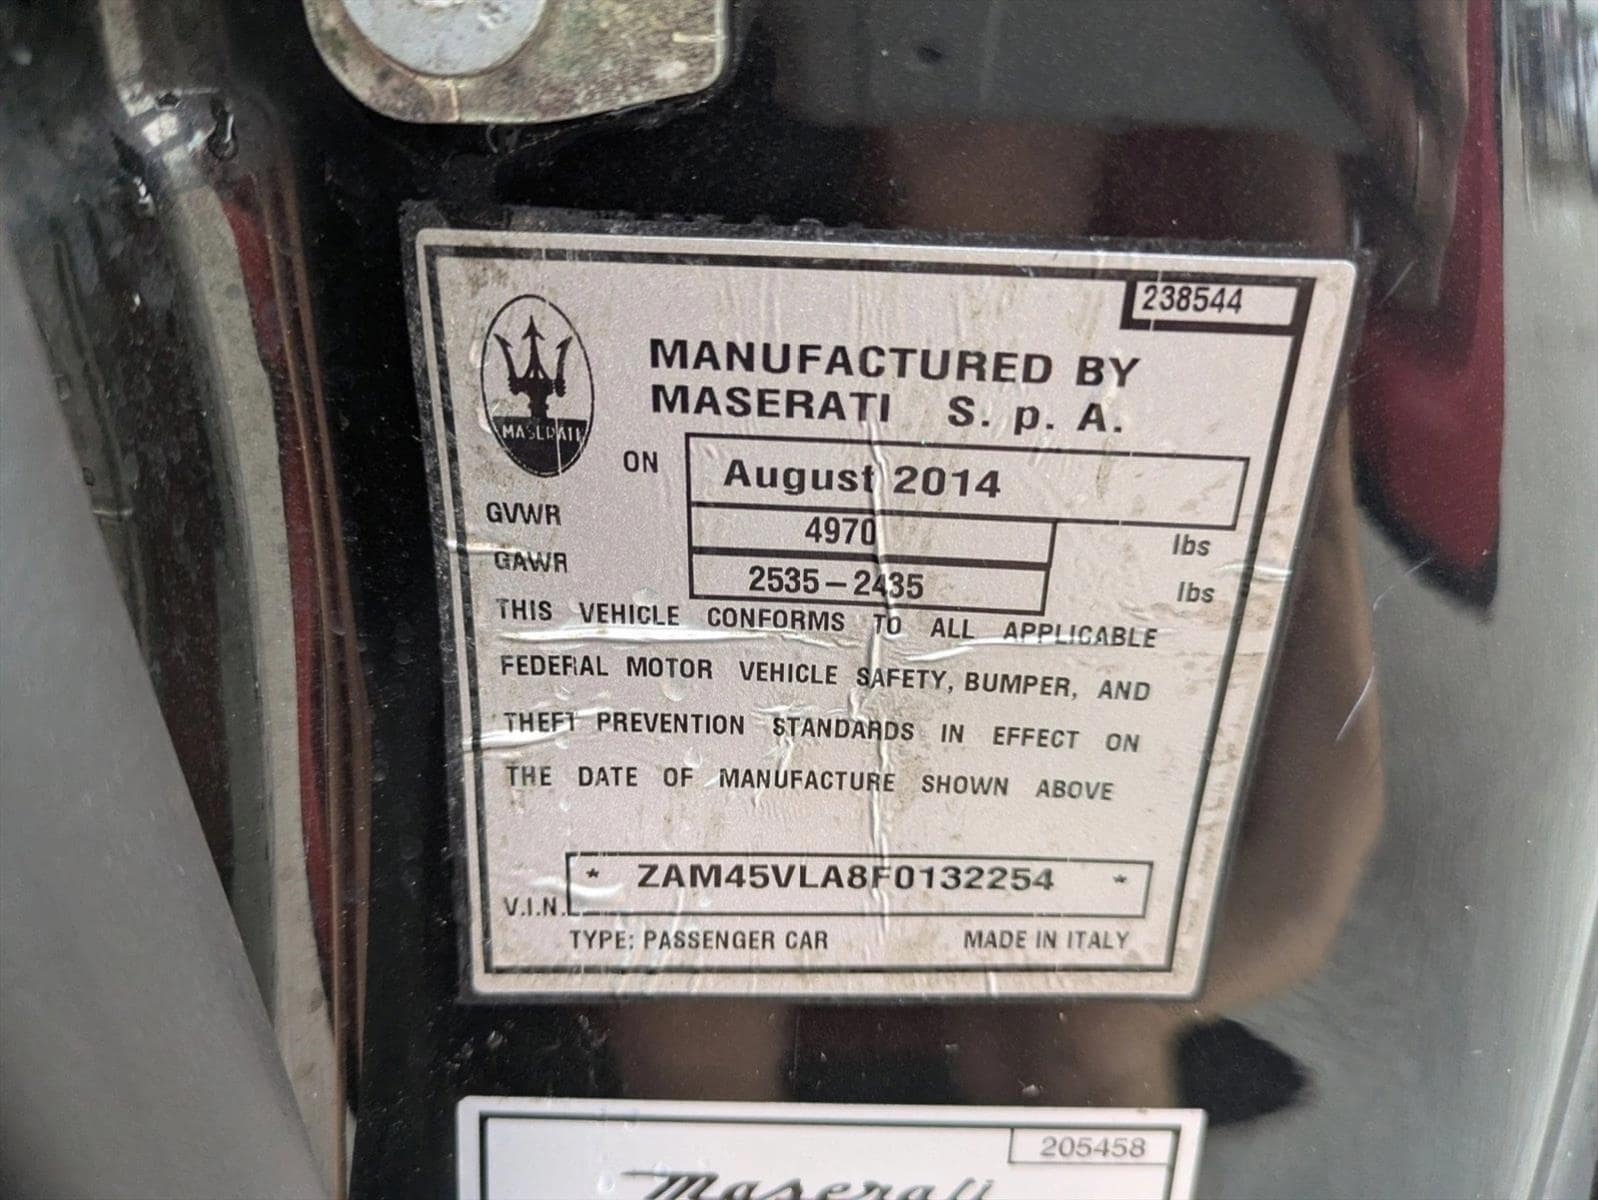 238544
MANUFACTURED BY
MASERATI S. p. A.
MASERATI
ON August 2014
GVWR 4970 lbs
GAWR 2535-2435 lbs
THIS VEHICLE CONFORMS TO ALL APPLICABLE
FEDERAL MOTOR VEHICLE SAFETY, BUMPER, AND
THEFT PREVENTION STANDARDS IN EFFECT ON
THE DATE OF MANUFACTURE SHOWN ABOVE
V.I.N. * ZAM45VLA8F0132254 *
TYPE: PASSENGER CAR MADE IN ITALY
205458
Maserati